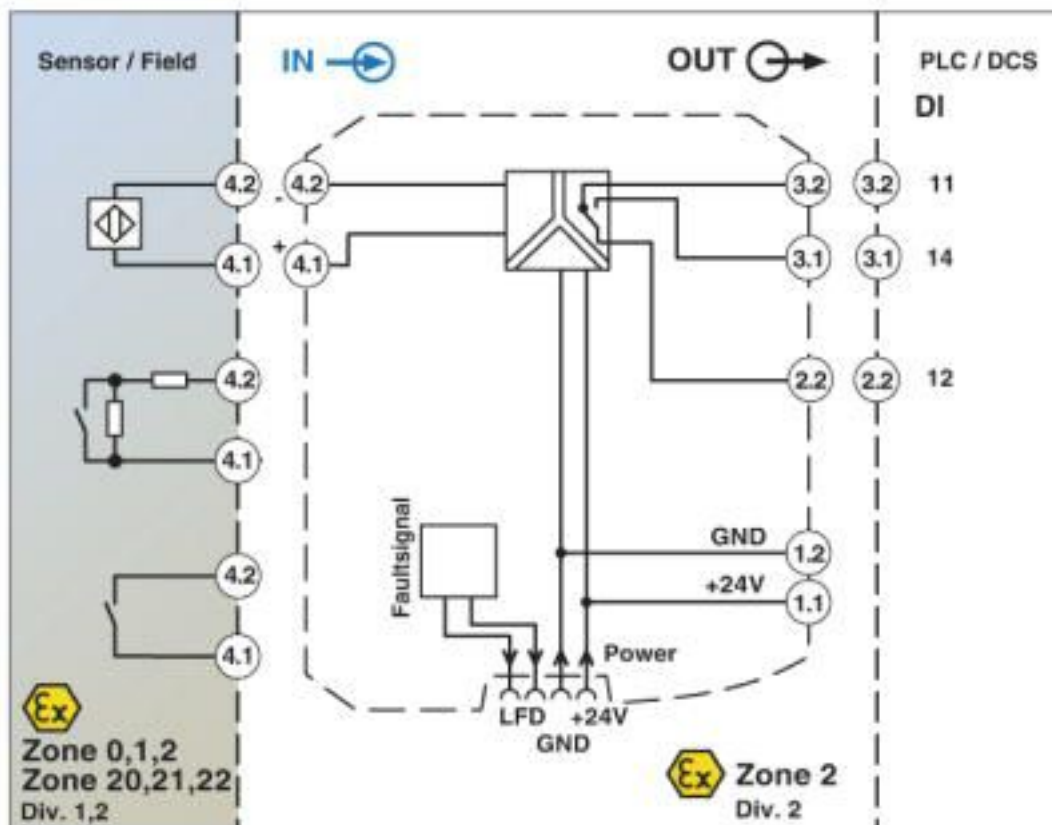 Sensor / Field
IN
OUT
PLC / DCS
DI
4.2
-
4.2
3.2
3.2
11
+
4.1
4.1
3.1
3.1
14
4.2
2.2
2.2
12
4.1
Faultsignal
GND
1.2
+24V
1.1
4.2
4.1
Power
LFD
+24V
GND
Ex
Zone 0,1,2
Zone 20,21,22
Div. 1,2
Ex
Zone 2
Div. 2